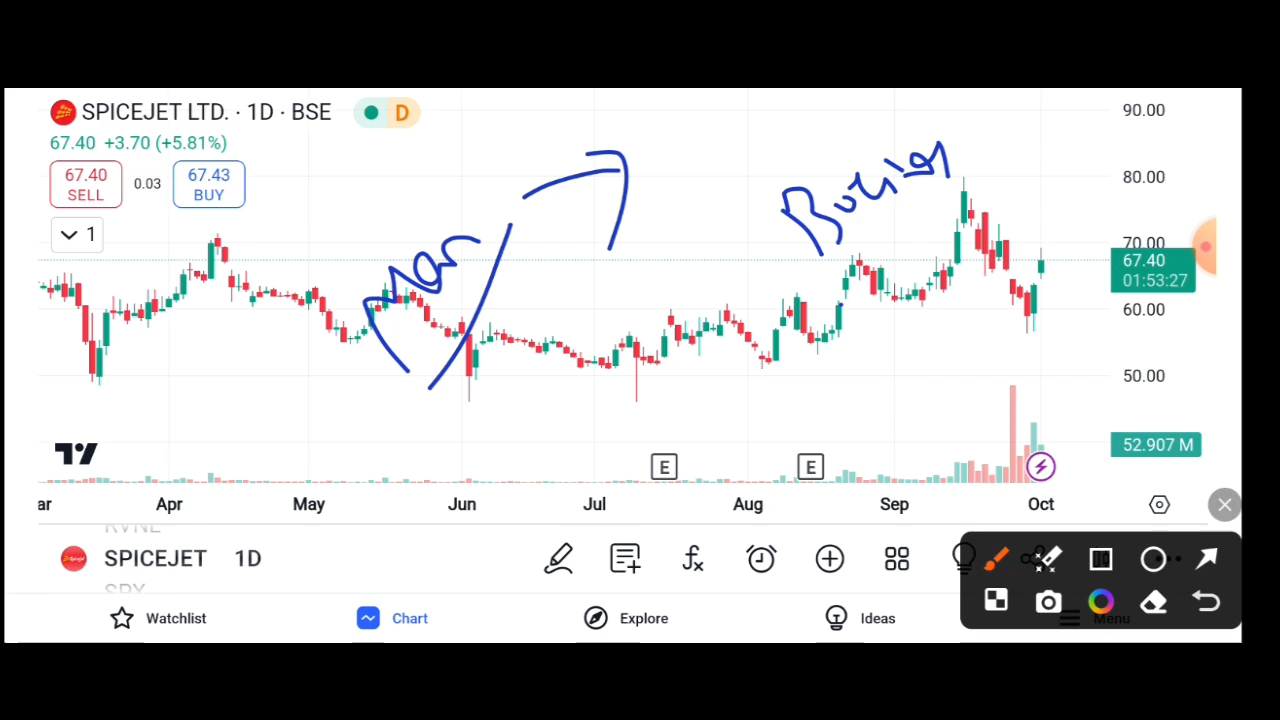 SPICEJET LTD. · 1D · BSE
D
67.40 +3.70 (+5.81%)
67.40
SELL
0.03
67.43
BUY
1
90.00
80.00
70.00
67.40
01:53:27
60.00
50.00
52.907 M
E
E
ar Apr May Jun Jul Aug Sep Oct
RVNL
SPICEJET 1D
SPY
Watchlist
Chart
Explore
Ideas
Menu